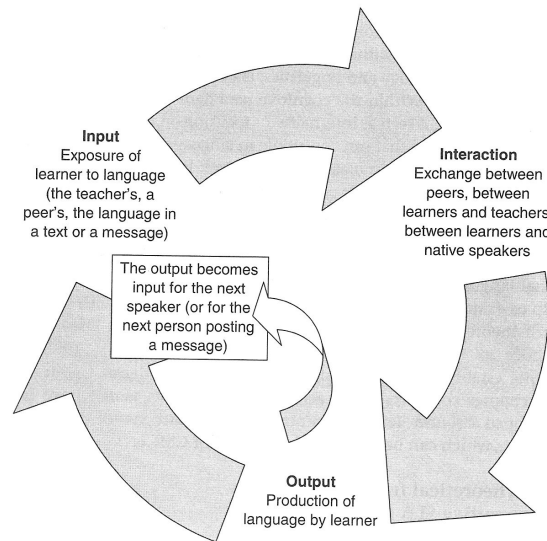 Input
Exposure of
learner to language
(the teacher's, a
peer's, the language in
a text or a message)
Interaction
Exchange between
peers, between
learners and teachers
between learners and
native speakers
The output becomes
input for the next
speaker (or for the
next person posting
a message)
Output
Production of
language by learner